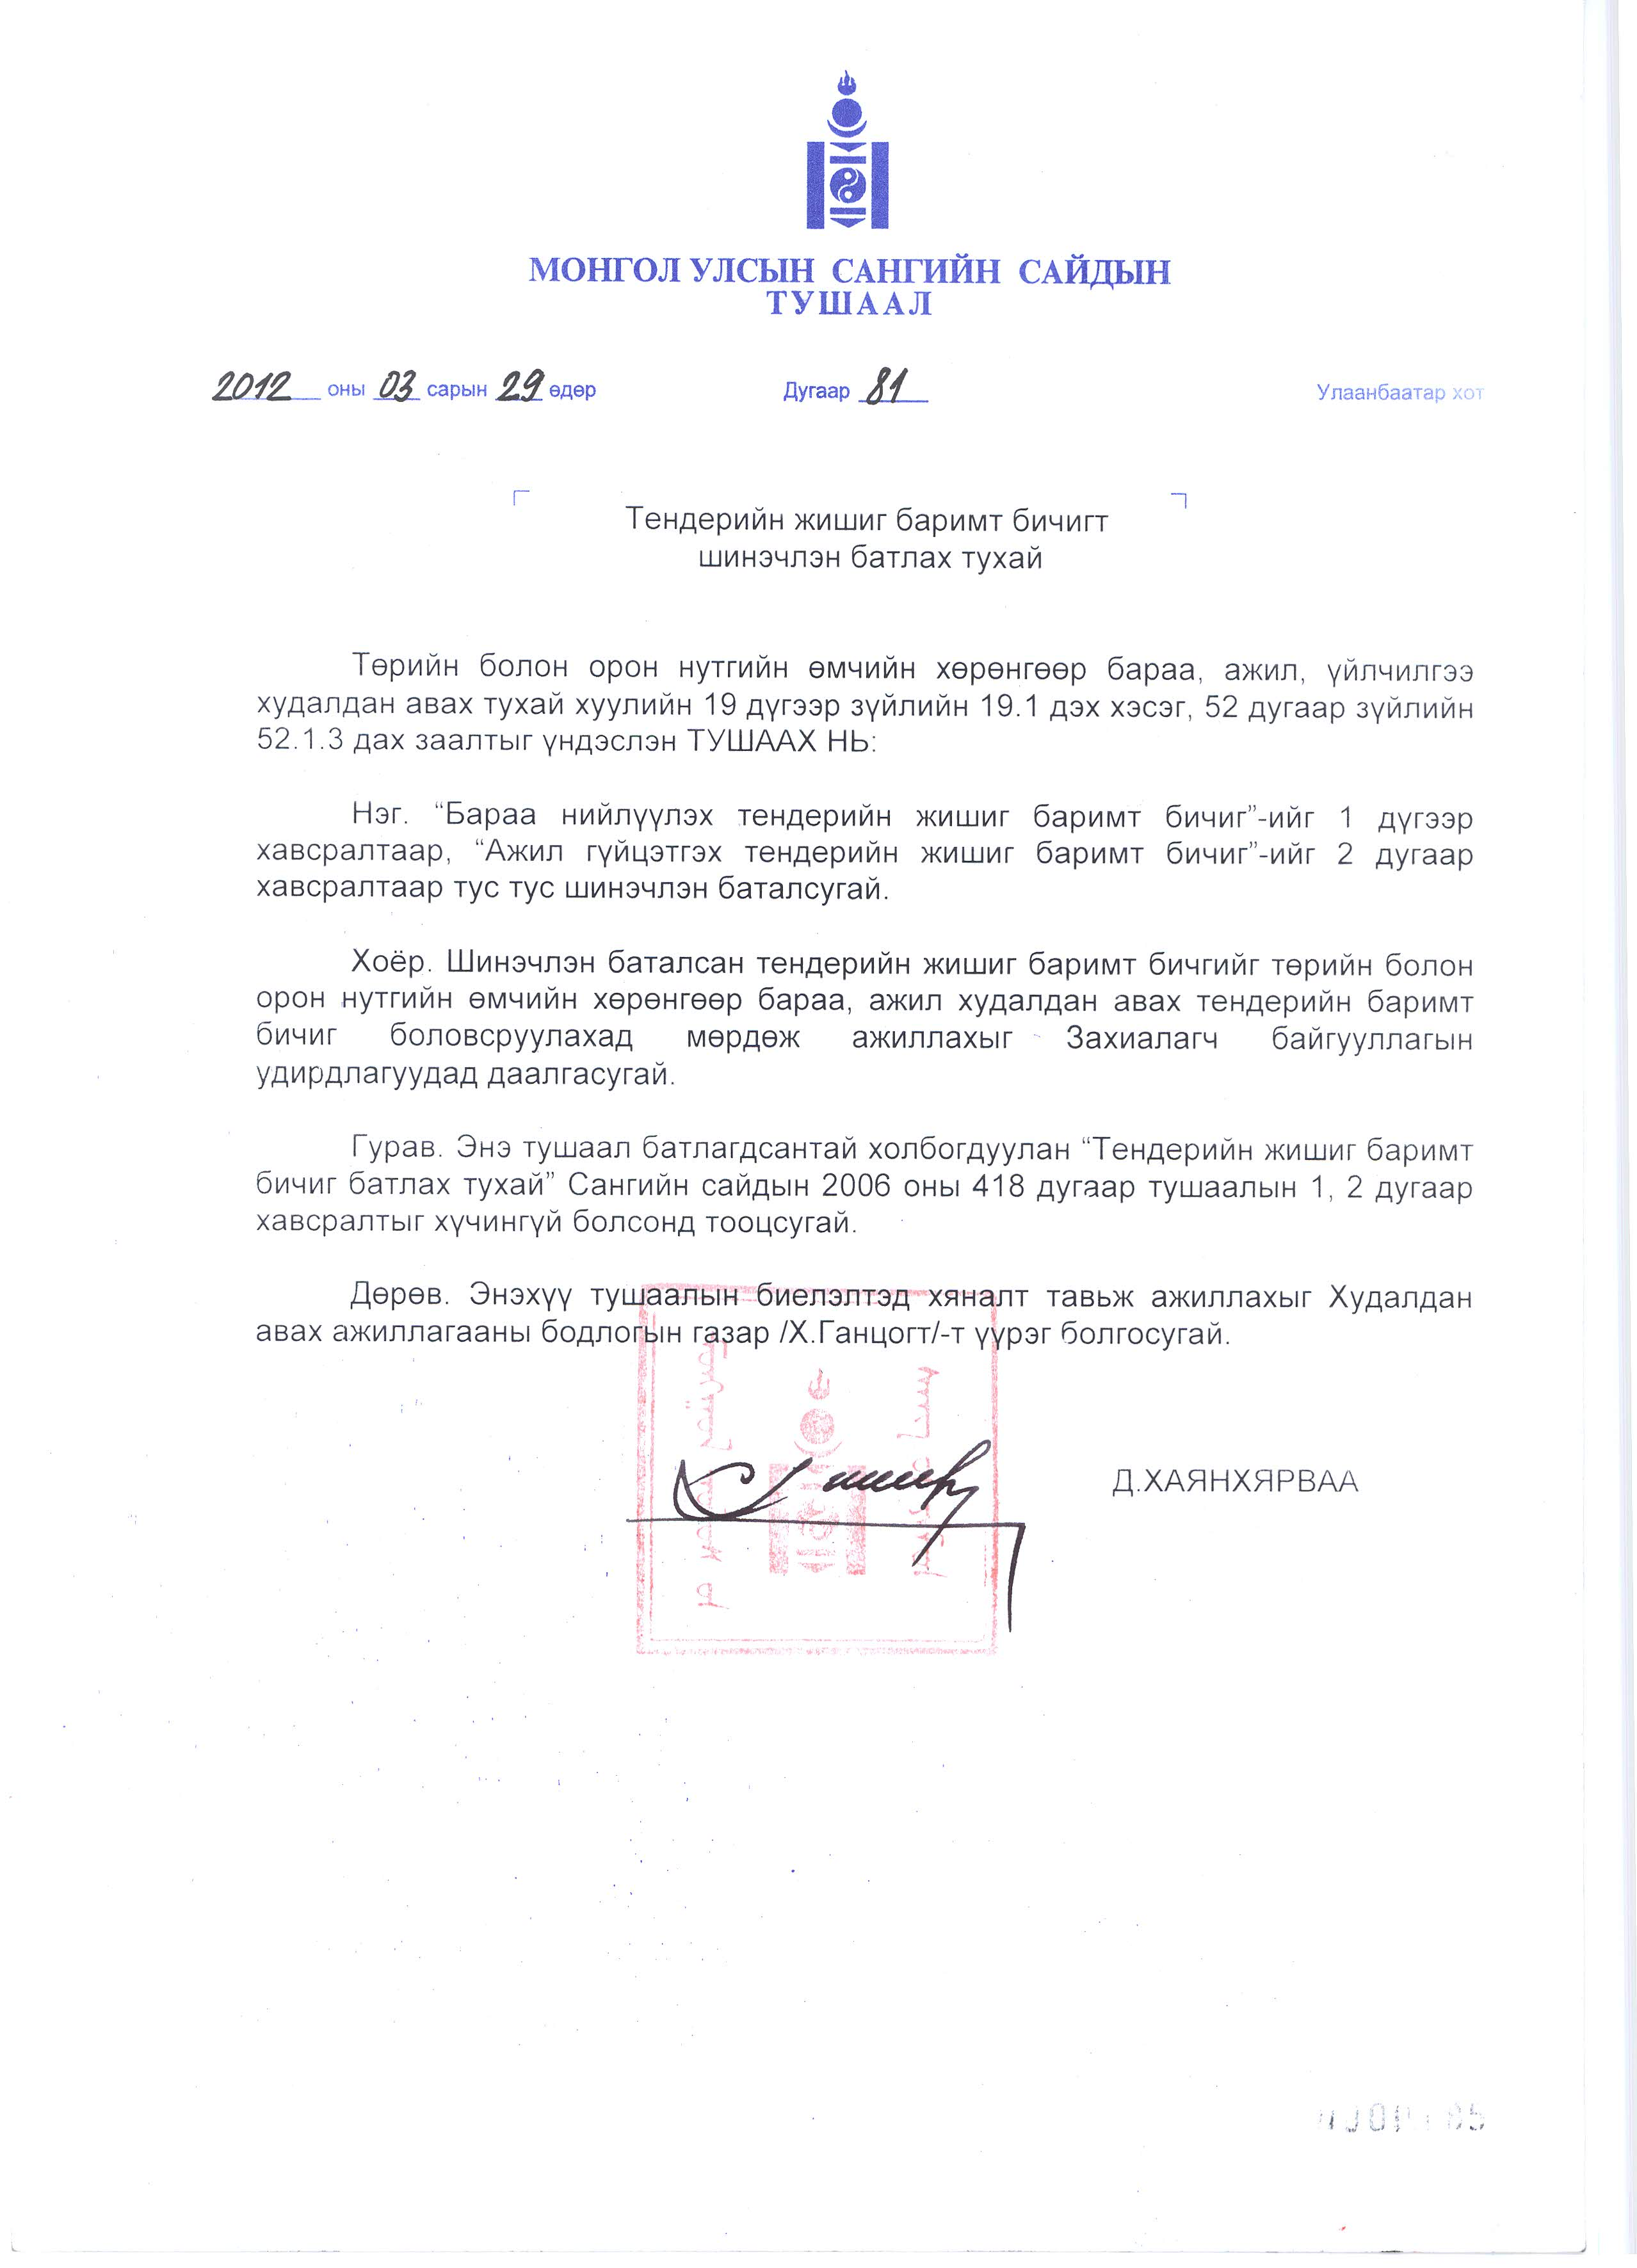 МОНГОЛ УЛСЫН САНГИЙН САЙДЫН
ТУШААЛ
2012 оны 03 сарын 29 өдөр Дугаар 81 Улаанбаатар хот
Тендерийн жишиг баримт бичигт
шинэчлэн батлах тухай
Төрийн болон орон нутгийн өмчийн хөрөнгөөр бараа, ажил, үйлчилгээ
худалдан авах тухай хуулийн 19 дүгээр зүйлийн 19.1 дэх хэсэг, 52 дугаар зүйлийн
52.1.3 дах заалтыг үндэслэн ТУШААХ НЬ:
Нэг. “Бараа нийлүүлэх тендерийн жишиг баримт бичиг”-ийг 1 дүгээр
хавсралтаар, “Ажил гүйцэтгэх тендерийн жишиг баримт бичиг”-ийг 2 дугаар
хавсралтаар тус тус шинэчлэн баталсугай.
Хоёр. Шинэчлэн баталсан тендерийн жишиг баримт бичгийг төрийн болон
орон нутгийн өмчийн хөрөнгөөр бараа, ажил худалдан авах тендерийн баримт
бичиг боловсруулахад мөрдөж ажиллахыг Захиалагч байгууллагын
удирдлагуудад даалгасугай.
Гурав. Энэ тушаал батлагдсантай холбогдуулан “Тендерийн жишиг баримт
бичиг батлах тухай” Сангийн сайдын 2006 оны 418 дугаар тушаалын 1, 2 дугаар
хавсралтыг хүчингүй болсонд тооцсугай.
Дөрөв. Энэхүү тушаалын биелэлтэд хяналт тавьж ажиллахыг Худалдан
авах ажиллагааны бодлогын газар /Х.Ганцогт/-т үүрэг болгосугай.
Д.ХАЯНХЯРВАА